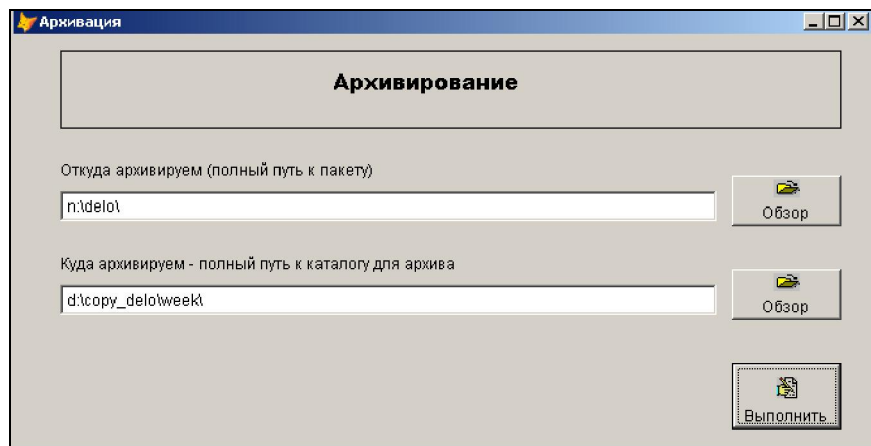 Архивация
Архивирование
Откуда архивируем (полный путь к пакету)
n:\delo\
Обзор
Куда архивируем - полный путь к каталогу для архива
d:\copy_delo\week\
Обзор
Выполнить